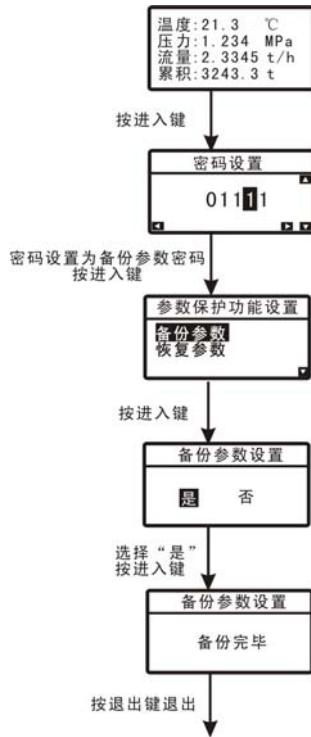 温度:21.3 ℃
压力:1.234 MPa
流量:2.3345 t/h
累积:3243.3 t
按进入键
密码设置
01111
密码设置为备份参数密码
按进入键
参数保护功能设置
备份参数
恢复参数
按进入键
备份参数设置
是 否
选择“是”
按进入键
备份参数设置
备份完毕
按退出键退出